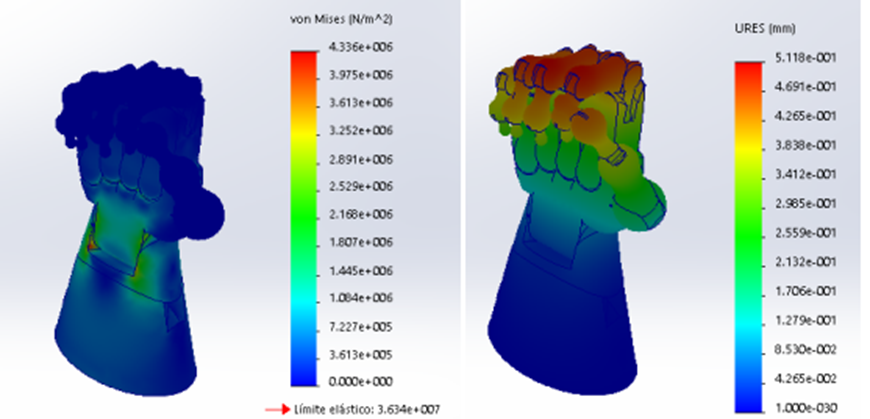 von Mises (N/m^2)
4.336e+006
3.975e+006
3.613e+006
3.252e+006
2.891e+006
2.529e+006
2.168e+006
1.807e+006
1.445e+006
1.084e+006
7.227e+005
3.613e+005
0.000e+000
Límite elástico: 3.634e+007
URES (mm)
5.118e-001
4.691e-001
4.265e-001
3.838e-001
3.412e-001
2.985e-001
2.559e-001
2.132e-001
1.706e-001
1.279e-001
8.530e-002
4.265e-002
1.000e-030